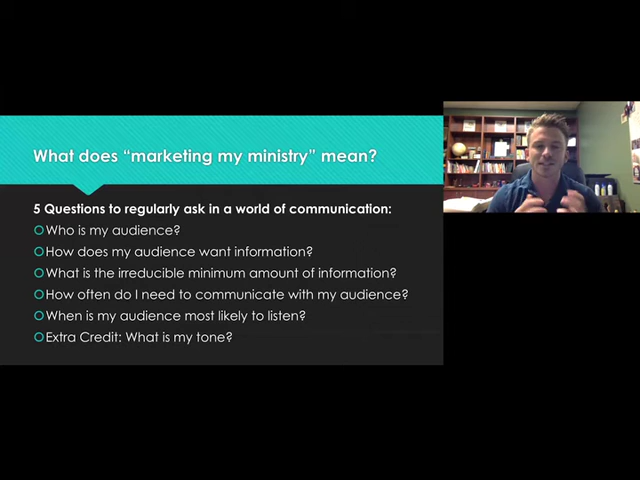 What does “marketing my ministry” mean?
5 Questions to regularly ask in a world of communication:
Who is my audience?
How does my audience want information?
What is the irreducible minimum amount of information?
How often do I need to communicate with my audience?
When is my audience most likely to listen?
Extra Credit: What is my tone?